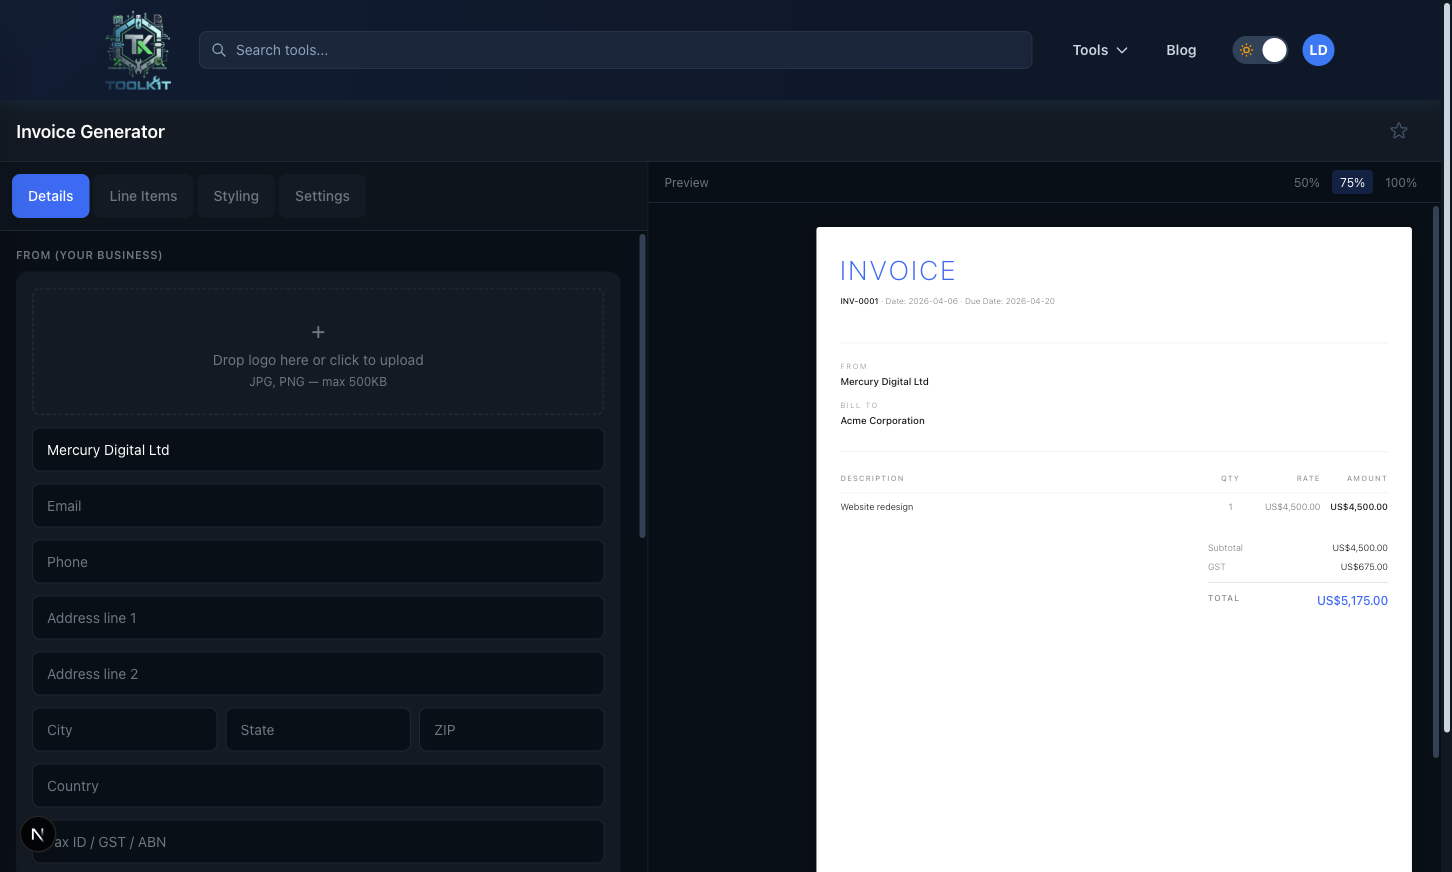 TK
TOOLKIT
Search tools...
Tools
Blog
LD
Invoice Generator
Details
Line Items
Styling
Settings
FROM (YOUR BUSINESS)
+
Drop logo here or click to upload
JPG, PNG — max 500KB
Mercury Digital Ltd
Email
Phone
Address line 1
Address line 2
City
State
ZIP
Country
N
ax ID / GST / ABN
Preview
50%
75%
100%
INVOICE
INV-0001 · Date: 2026-04-06 · Due Date: 2026-04-20
FROM
Mercury Digital Ltd
BILL TO
Acme Corporation
DESCRIPTION QTY RATE AMOUNT
Website redesign 1 US$4,500.00 US$4,500.00
Subtotal US$4,500.00
GST US$675.00
TOTAL US$5,175.00